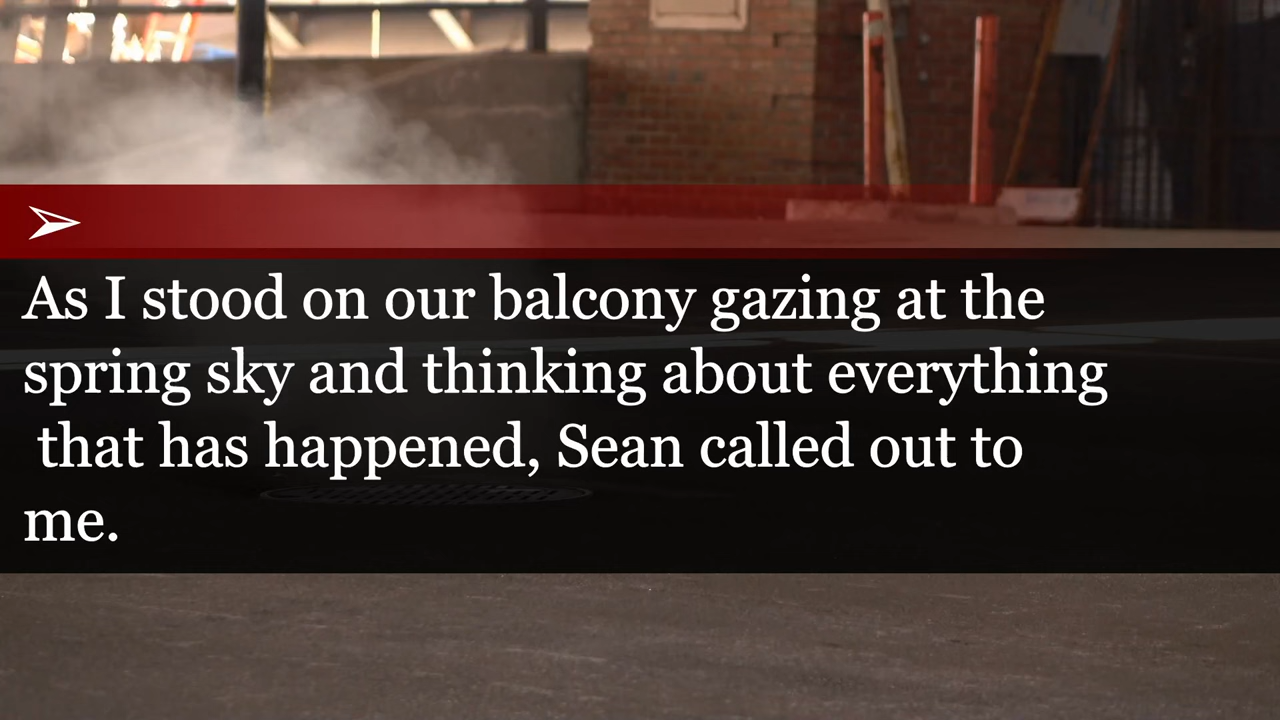 As I stood on our balcony gazing at the
spring sky and thinking about everything
that has happened, Sean called out to
me.